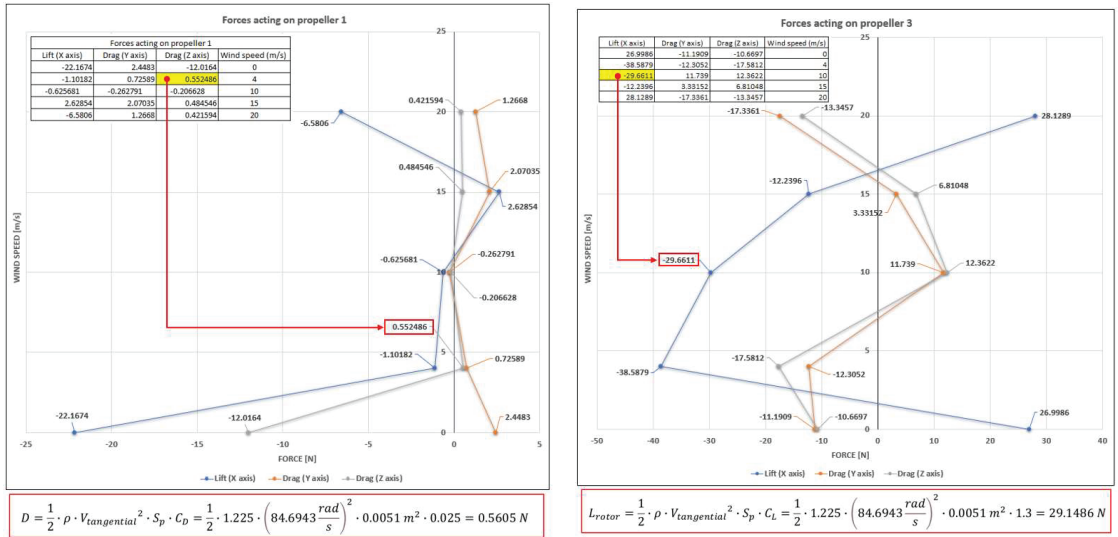 Forces acting on propeller 1
Forces acting on propeller 1
Lift (X axis) Drag (Y axis) Drag (Z axis) Wind speed (m/s)
-22.1674 2.4483 -12.0164 0
-1.10182 0.72589 0.552486 4
-0.625681 -0.262791 -0.206628 10
2.62854 2.07035 0.484546 15
-6.5806 1.2668 0.421594 20
25
20
15
10
5
0
0.421594
1.2668
-6.5806
0.484546
2.07035
2.62854
-0.625681
-0.262791
-0.206628
0.552486
-1.10182
0.72589
-22.1674
-12.0164
2.4483
WIND SPEED [m/s]
-25 -20 -15 -10 -5 0 5
FORCE [N]
Lift (X axis) Drag (Y axis) Drag (Z axis)
D = 1/2 · ρ · V_tangential² · S_p · C_D = 1/2 · 1.225 · (84.6943 rad/s)² · 0.0051 m² · 0.025 = 0.5605 N
Forces acting on propeller 3
Lift (X axis) Drag (Y axis) Drag (Z axis) Wind speed (m/s)
26.9986 -11.1909 -10.6697 0
-38.5879 -12.3052 -17.5812 4
-29.6611 11.739 12.3622 10
-12.2396 3.33152 6.81048 15
28.1289 -17.3361 -13.3457 20
25
20
15
10
5
0
-17.3361
-13.3457
28.1289
-12.2396
6.81048
3.33152
-29.6611
11.739
12.3622
-17.5812
-38.5879
-12.3052
-11.1909
-10.6697
26.9986
WIND SPEED [m/s]
-50 -40 -30 -20 -10 0 10 20 30 40
FORCE [N]
Lift (X axis) Drag (Y axis) Drag (Z axis)
L_rotor = 1/2 · ρ · V_tangential² · S_p · C_L = 1/2 · 1.225 · (84.6943 rad/s)² · 0.0051 m² · 1.3 = 29.1486 N